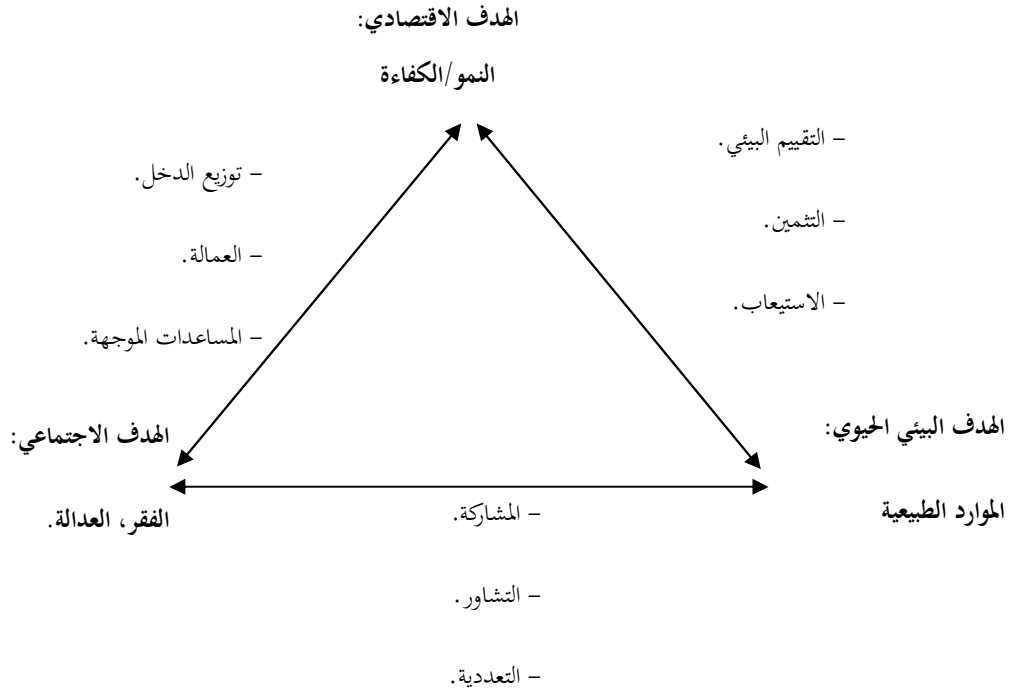 الهدف الاقتصادي:
النمو/الكفاءة
– التقييم البيئي.
– التثمين.
– الاستيعاب.
– توزيع الدخل.
– العمالة.
– المساعدات الموجهة.
الهدف البيئي الحيوي:
الموارد الطبيعية
الهدف الاجتماعي:
الفقر، العدالة.
– المشاركة.
– التشاور.
– التعددية.